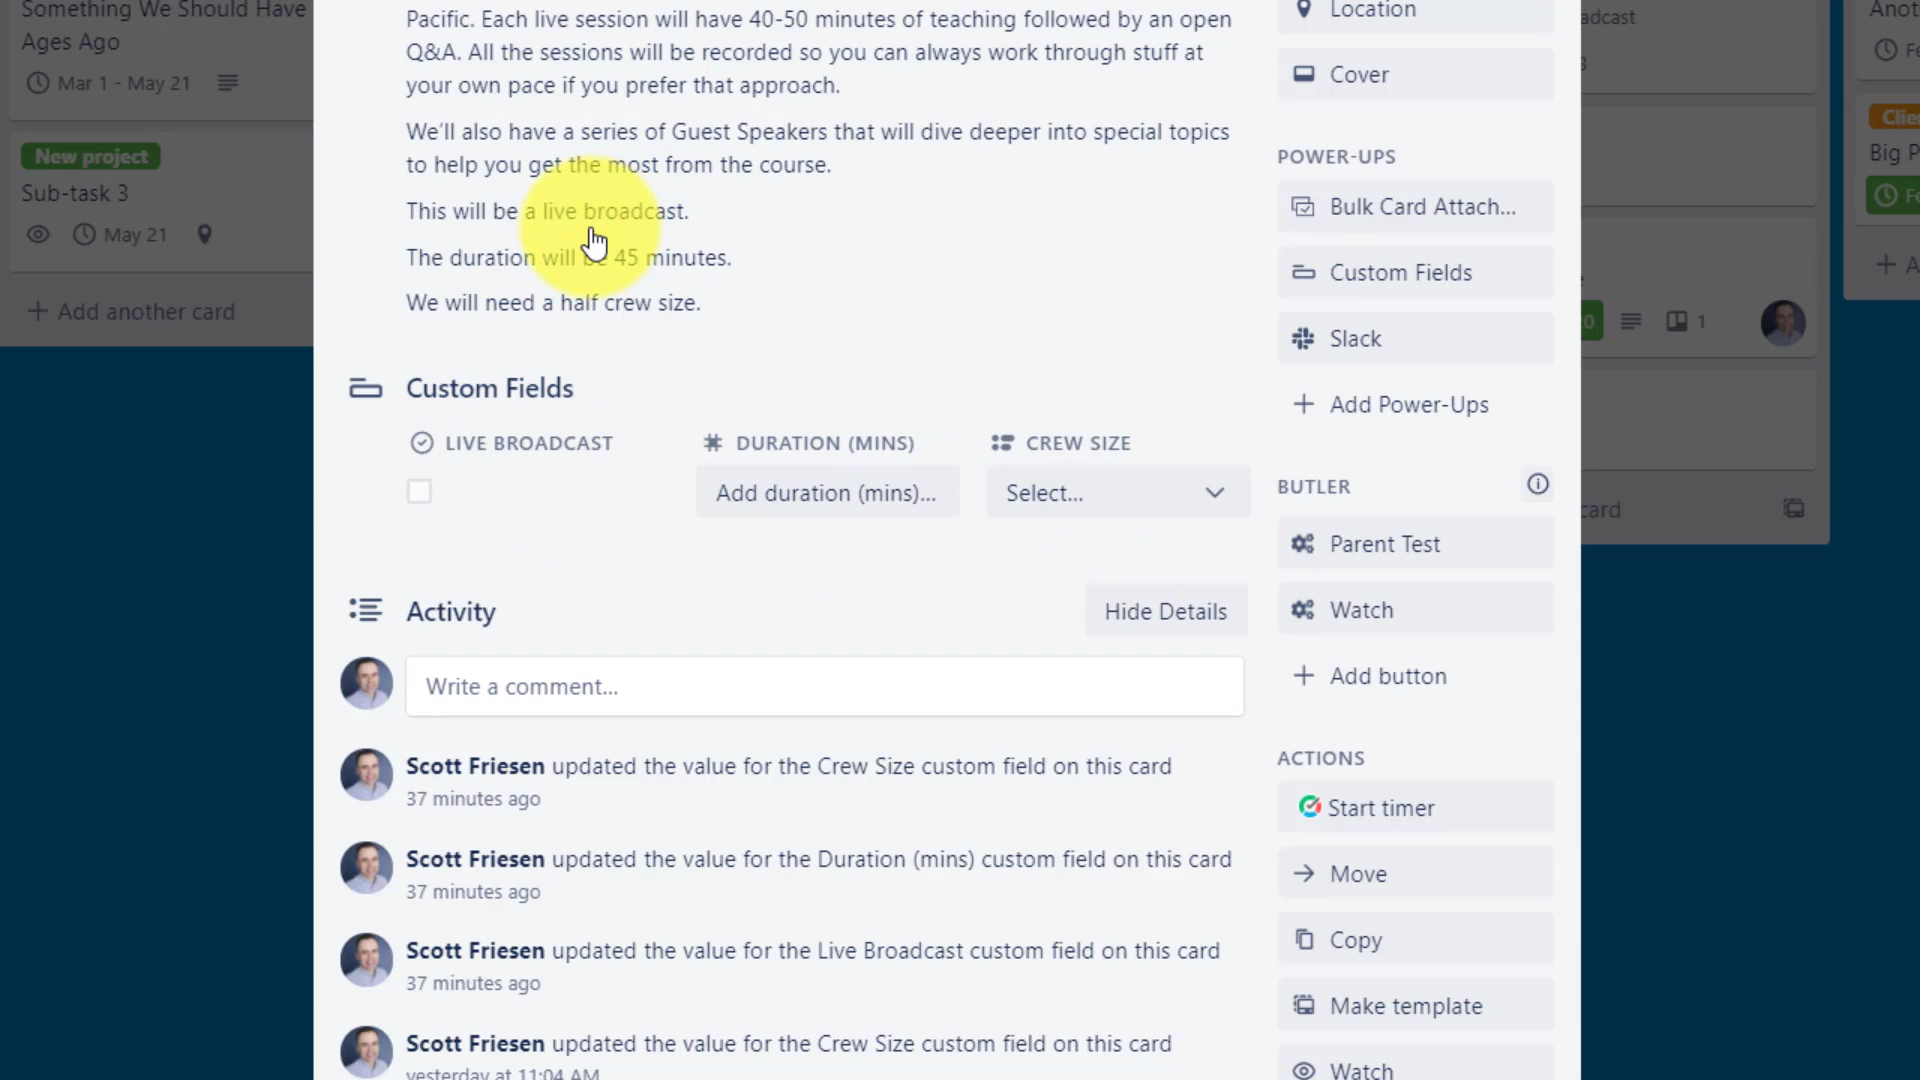 Something We Should Have
Ages Ago
Mar 1 - May 21
New project
Sub-task 3
May 21
Add another card
Pacific. Each live session will have 40-50 minutes of teaching followed by an open
Q&A. All the sessions will be recorded so you can always work through stuff at
your own pace if you prefer that approach.
We'll also have a series of Guest Speakers that will dive deeper into special topics
to help you get the most from the course.
This will be a live broadcast.
The duration will be 45 minutes.
We will need a half crew size.
Custom Fields
LIVE BROADCAST
DURATION (MINS)
CREW SIZE
Add duration (mins)...
Select...
Activity
Hide Details
Write a comment...
Scott Friesen updated the value for the Crew Size custom field on this card
37 minutes ago
Scott Friesen updated the value for the Duration (mins) custom field on this card
37 minutes ago
Scott Friesen updated the value for the Live Broadcast custom field on this card
37 minutes ago
Scott Friesen updated the value for the Crew Size custom field on this card
yesterday at 11:04 AM
Location
Cover
POWER-UPS
Bulk Card Attach...
Custom Fields
Slack
Add Power-Ups
BUTLER
Parent Test
Watch
Add button
ACTIONS
Start timer
Move
Copy
Make template
Watch
adcast
1
card
Big P